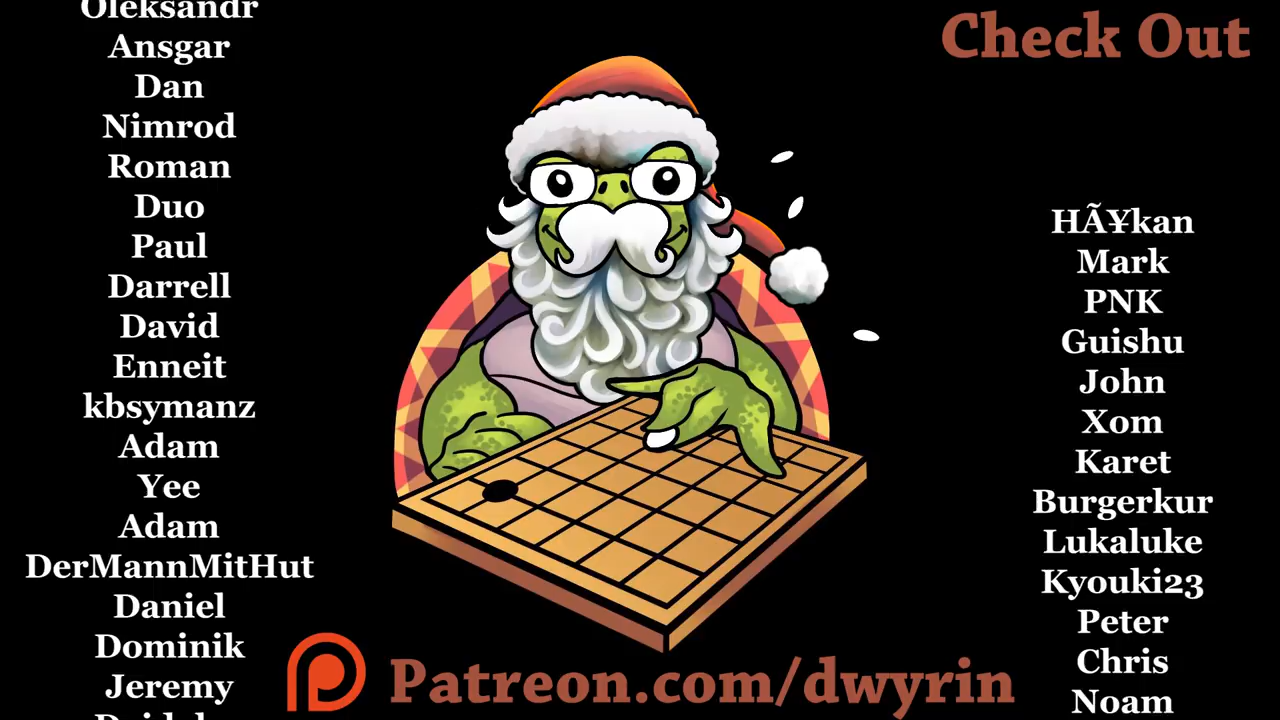 Oleksandr
Ansgar
Dan
Nimrod
Roman
Duo
Paul
Darrell
David
Enneit
kbsymanz
Adam
Yee
Adam
DerMannMitHut
Daniel
Dominik
Jeremy
Check Out
HÃ¥kan
Mark
PNK
Guishu
John
Xom
Karet
Burgerkur
Lukaluke
Kyouki23
Peter
Chris
Noam
Patreon.com/dwyrin